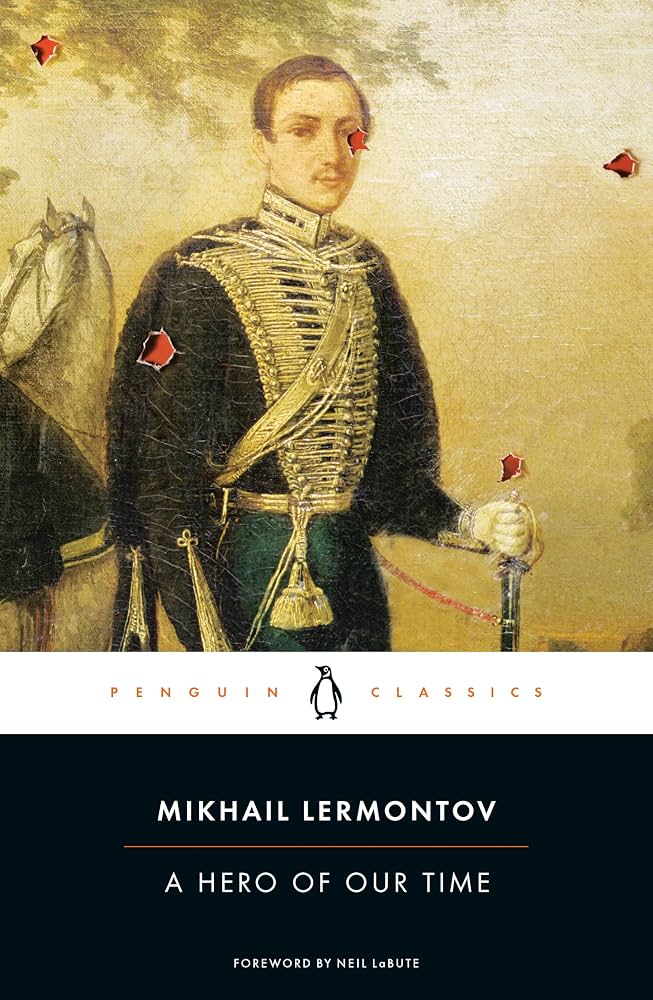 PENGUIN CLASSICS
MIKHAIL LERMONTOV
A HERO OF OUR TIME
FOREWORD BY NEIL LaBUTE